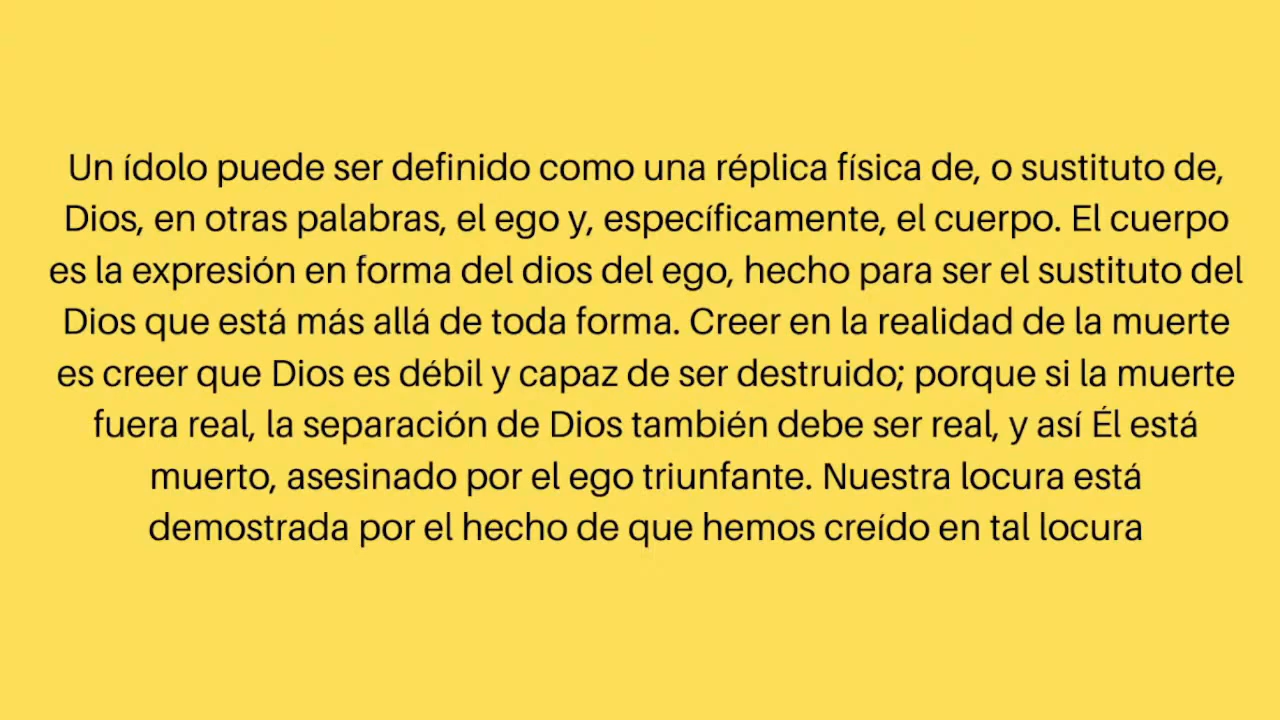 Un ídolo puede ser definido como una réplica física de, o sustituto de,
Dios, en otras palabras, el ego y, específicamente, el cuerpo. El cuerpo
es la expresión en forma del dios del ego, hecho para ser el sustituto del
Dios que está más allá de toda forma. Creer en la realidad de la muerte
es creer que Dios es débil y capaz de ser destruido; porque si la muerte
fuera real, la separación de Dios también debe ser real, y así Él está
muerto, asesinado por el ego triunfante. Nuestra locura está
demostrada por el hecho de que hemos creído en tal locura